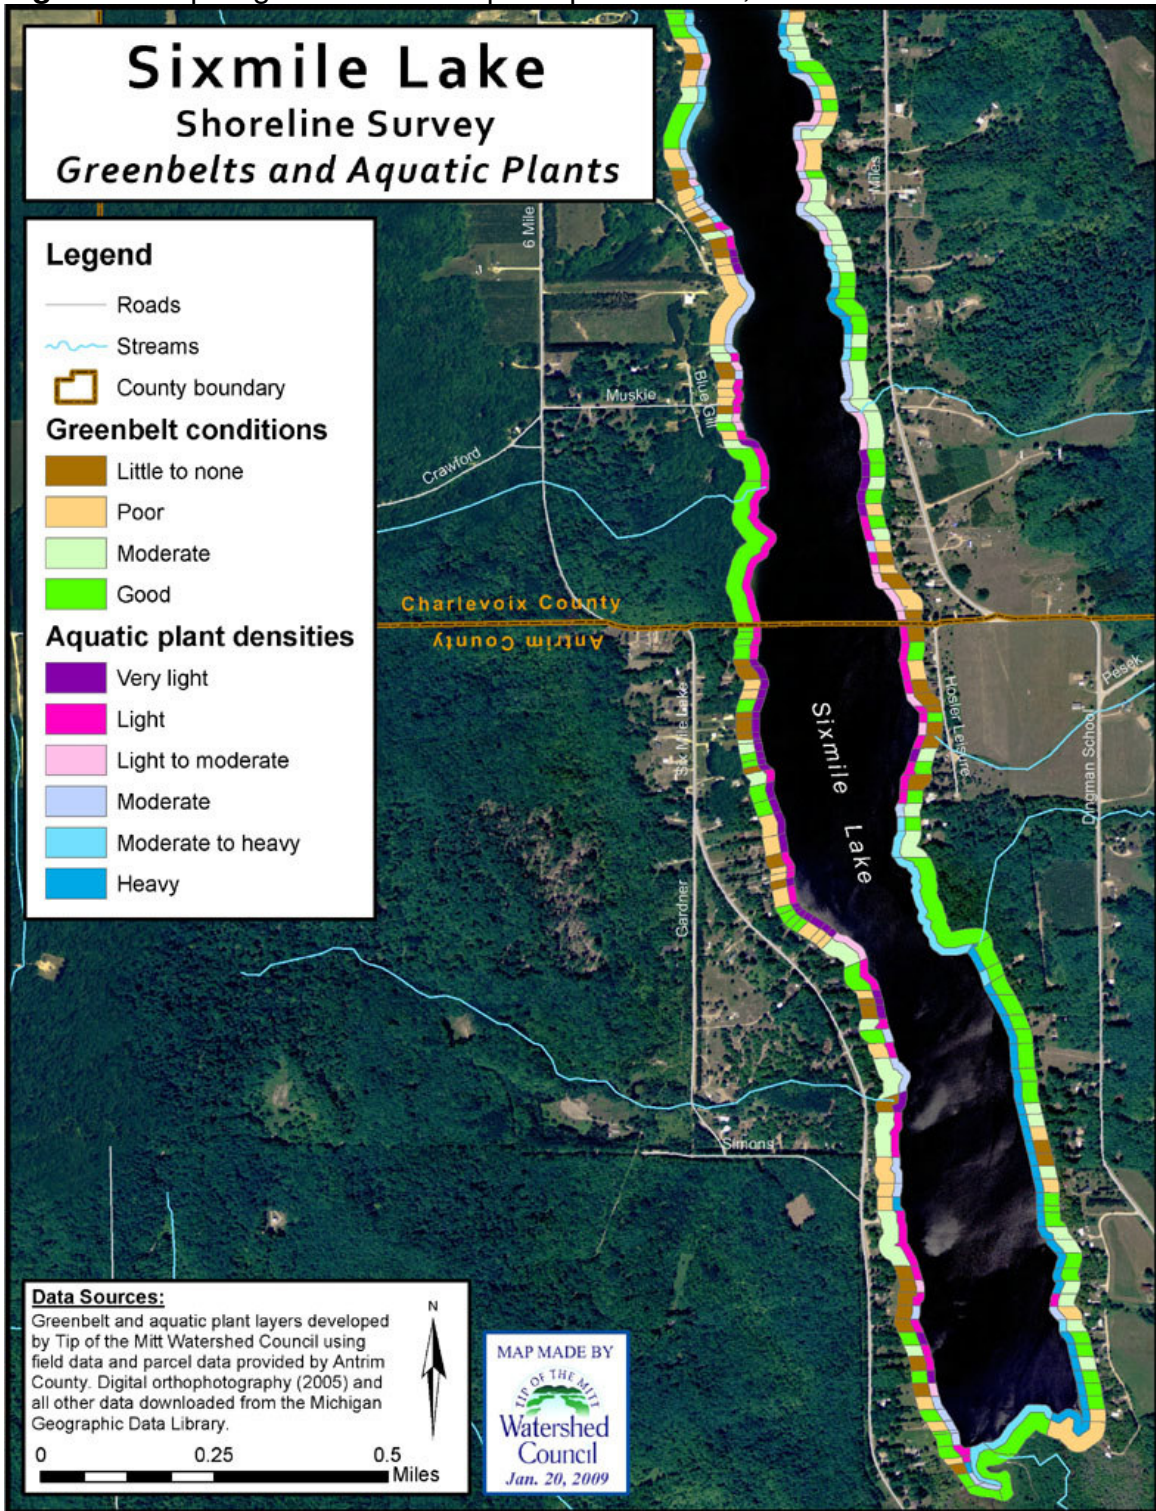 Sixmile Lake
Shoreline Survey
Greenbelts and Aquatic Plants
Legend
Roads
Streams
County boundary
Greenbelt conditions
Little to none
Poor
Moderate
Good
Aquatic plant densities
Very light
Light
Light to moderate
Moderate
Moderate to heavy
Heavy
6 Mile
Miles
Muskie
Blue Gill
Crawford
Charlevoix County
Antrim County
Six Mile Lake
Sixmile Lake
Hosler Leisure
Pesek
Dingman School
Gardner
Simons
Data Sources:
Greenbelt and aquatic plant layers developed
by Tip of the Mitt Watershed Council using
field data and parcel data provided by Antrim
County. Digital orthophotography (2005) and
all other data downloaded from the Michigan
Geographic Data Library.
N
0 0.25 0.5
Miles
MAP MADE BY
TIP OF THE MITT
Watershed
Council
Jan. 20, 2009